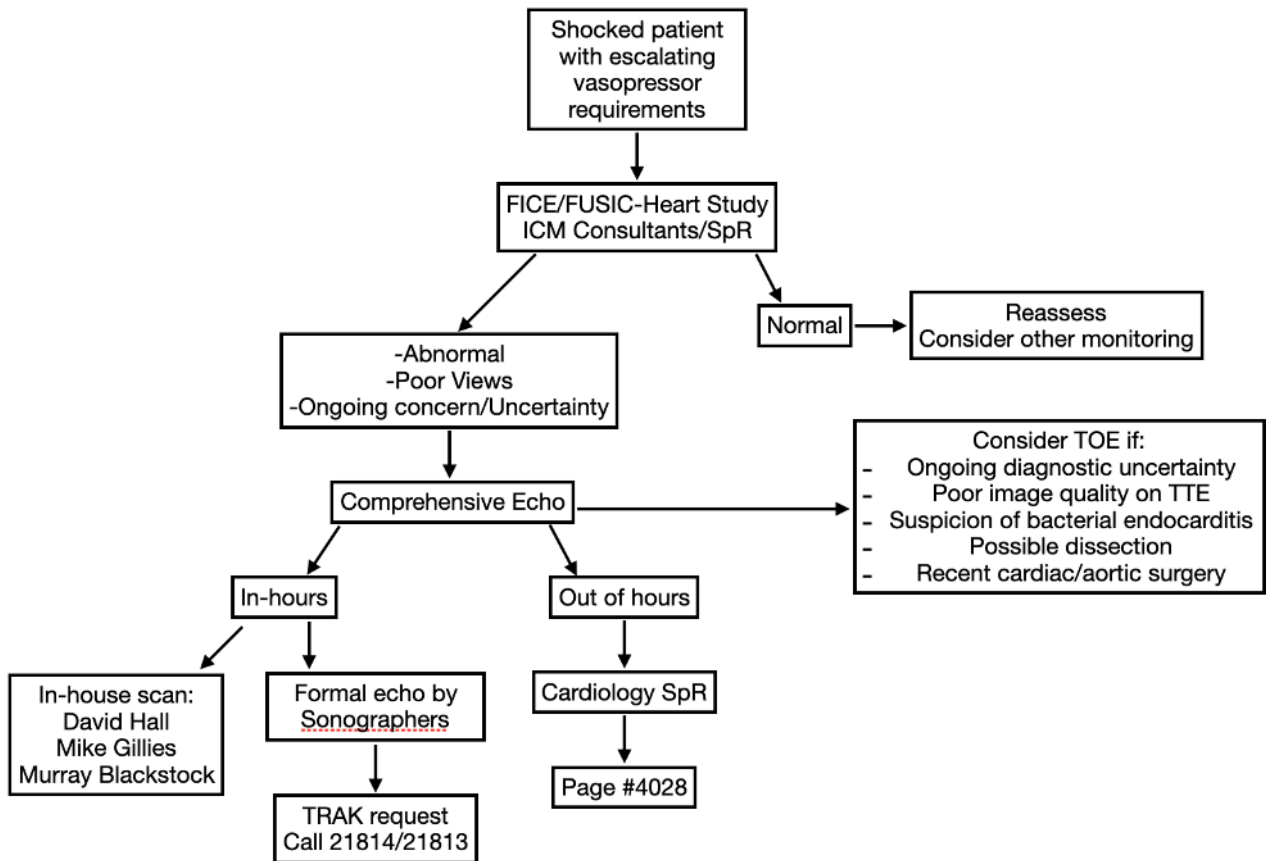 Shocked patient
with escalating
vasopressor
requirements
FICE/FUSIC-Heart Study
ICM Consultants/SpR
Normal
Reassess
Consider other monitoring
-Abnormal
-Poor Views
-Ongoing concern/Uncertainty
Comprehensive Echo
Consider TOE if:
- Ongoing diagnostic uncertainty
- Poor image quality on TTE
- Suspicion of bacterial endocarditis
- Possible dissection
- Recent cardiac/aortic surgery
In-hours
Out of hours
In-house scan:
David Hall
Mike Gillies
Murray Blackstock
Formal echo by
Sonographers
TRAK request
Call 21814/21813
Cardiology SpR
Page #4028